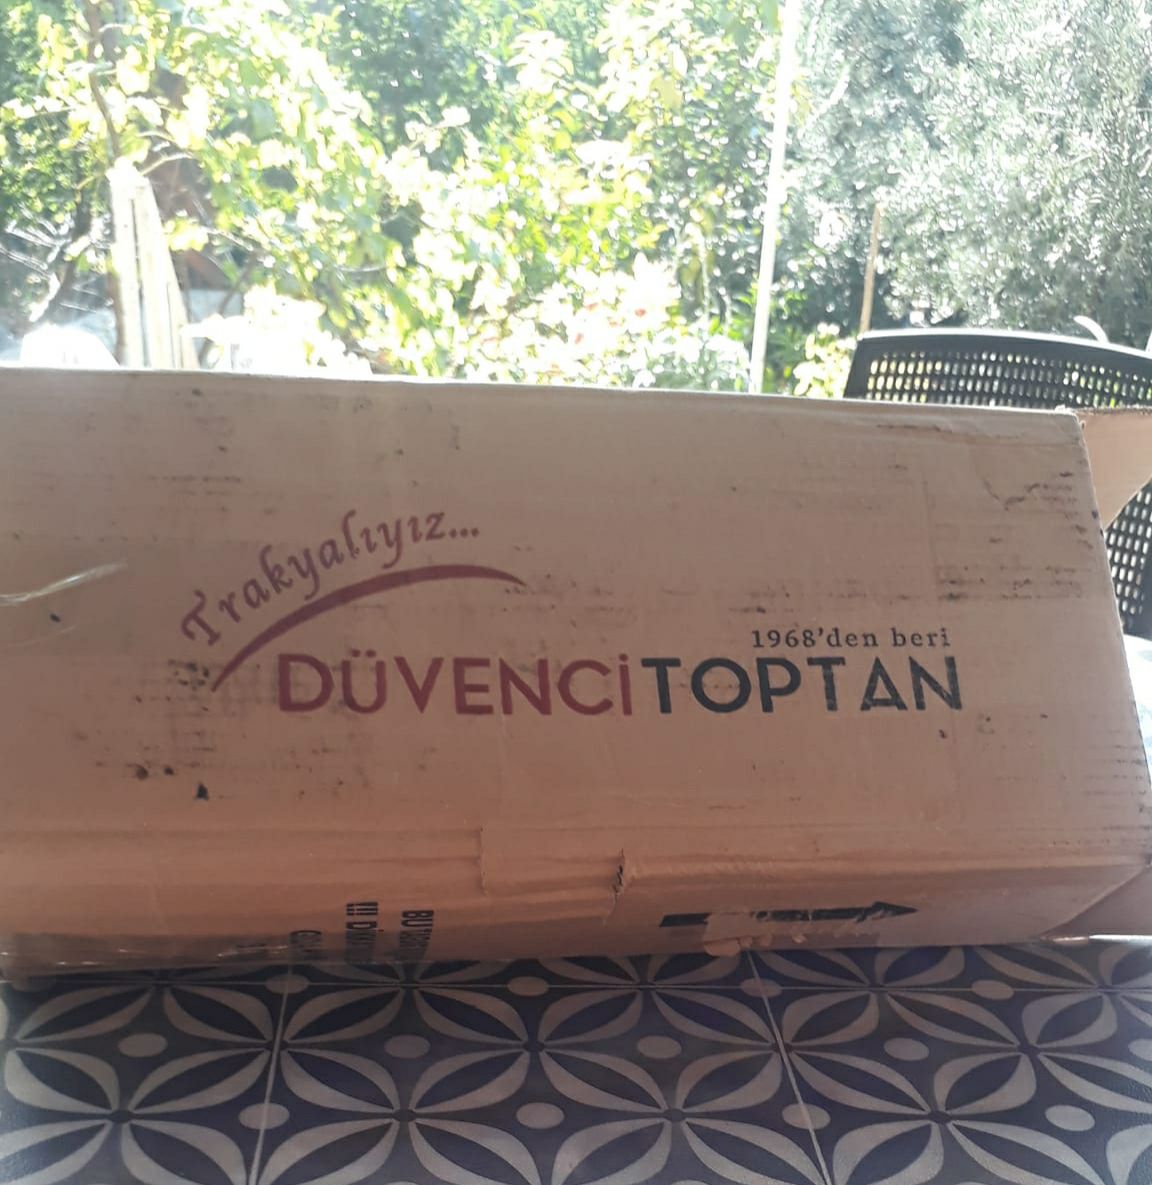 Trakyalıyız...
1968'den beri
DÜVENCİTOPTAN